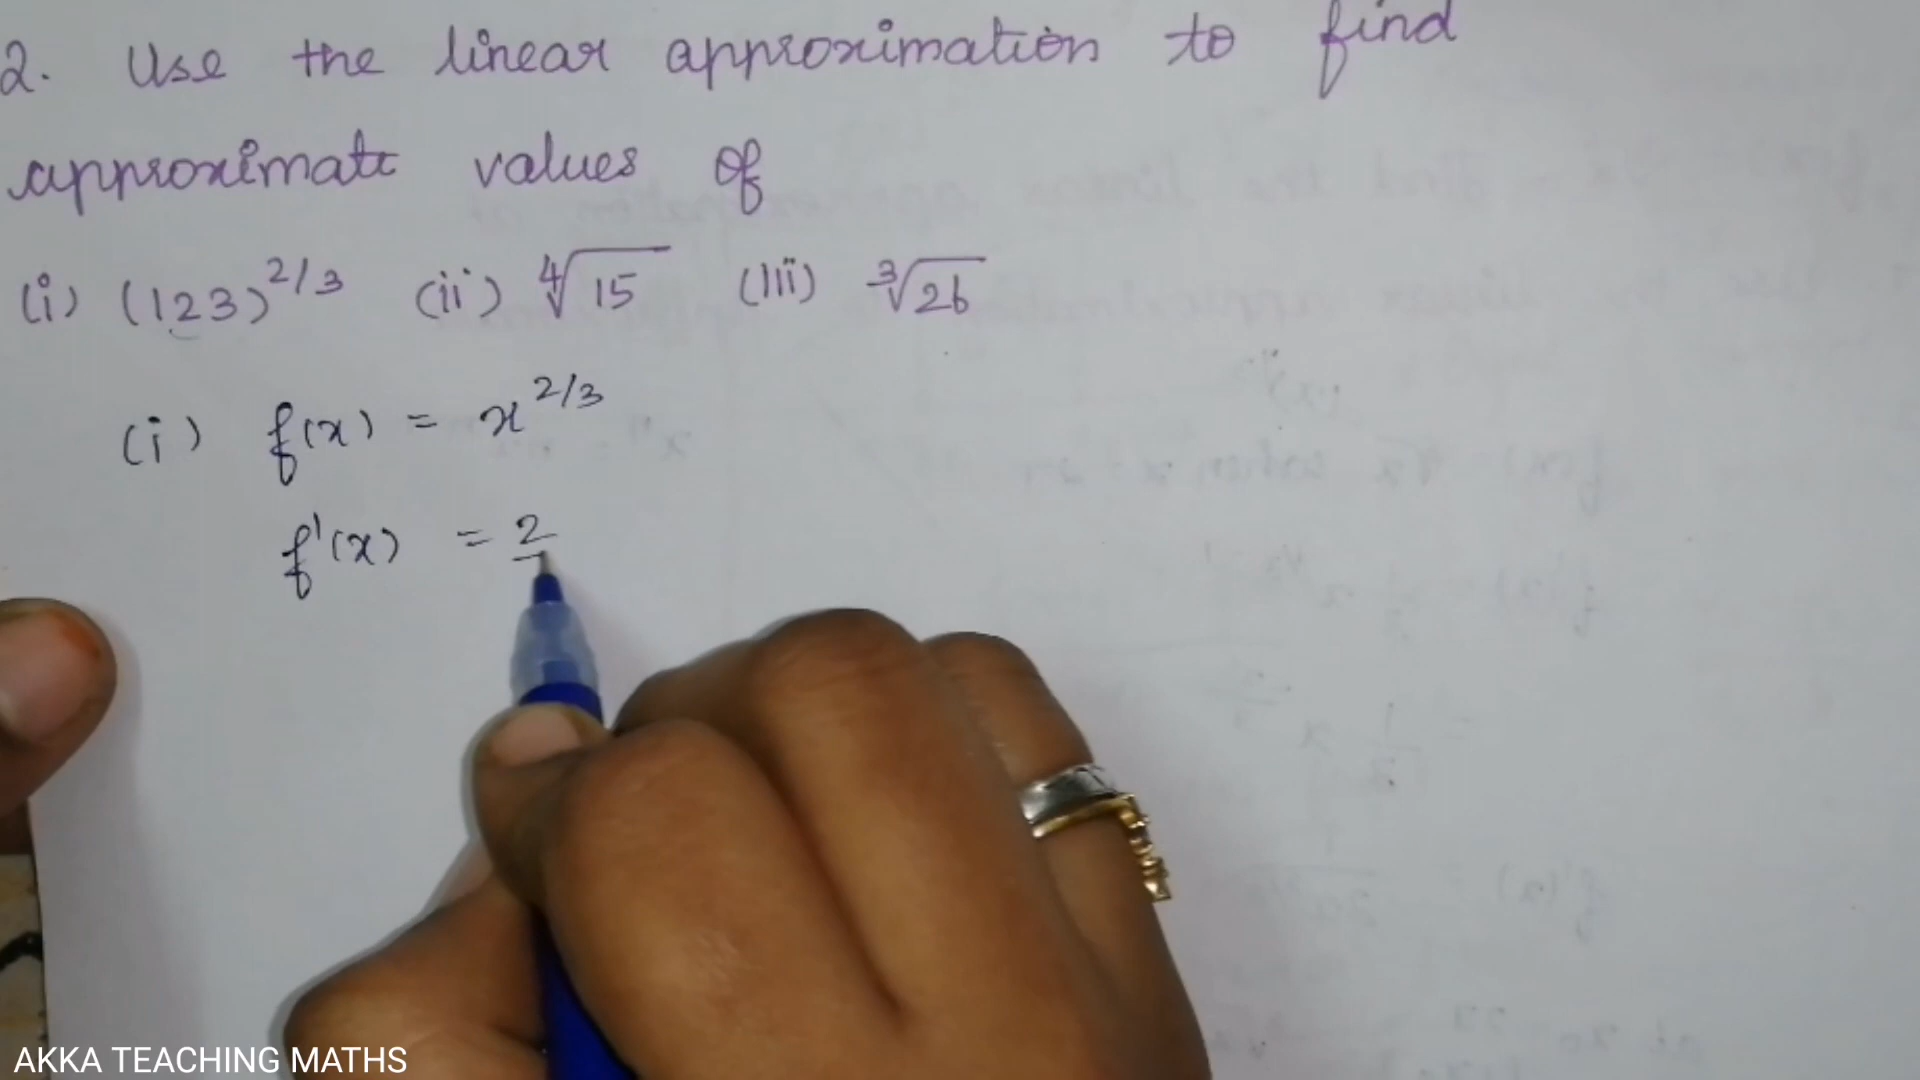 2. Use the linear approximation to find
approximate values of
(i) (123)^2/3 (ii) ∜15 (iii) ∛26
(i) f(x) = x^2/3
f'(x) = 2
AKKA TEACHING MATHS